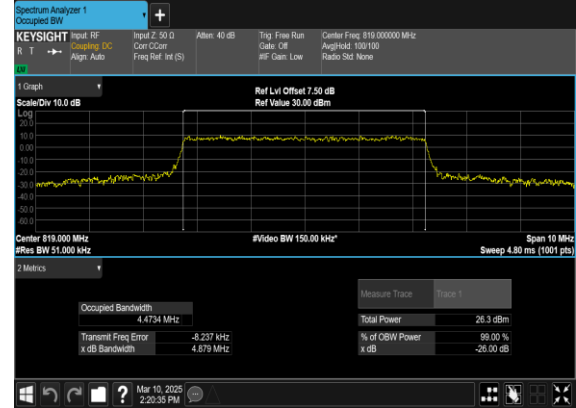 Spectrum Analyzer 1
Occupied BW
+
KEYSIGHT Input: RF Input Z: 50 Ω Atten: 40 dB Trig: Free Run Center Freq: 819.000000 MHz
R T Coupling: DC Corr CCorr Gate: Off Avg|Hold: 100/100
Align: Auto Freq Ref: Int (S) #IF Gain: Low Radio Std: None
LXI
1 Graph
Ref Lvl Offset 7.50 dB
Scale/Div 10.0 dB Ref Value 30.00 dBm
Log
20.0
10.0
0.00
-10.0
-20.0
-30.0
-40.0
-50.0
-60.0
Center 819.000 MHz #Video BW 150.00 kHz* Span 10 MHz
#Res BW 51.000 kHz Sweep 4.80 ms (1001 pts)
2 Metrics
Measure Trace Trace 1
Occupied Bandwidth
4.4734 MHz Total Power 26.3 dBm
Transmit Freq Error -8.237 kHz % of OBW Power 99.00 %
x dB Bandwidth 4.879 MHz x dB -26.00 dB
?
Mar 10, 2025
2:20:35 PM